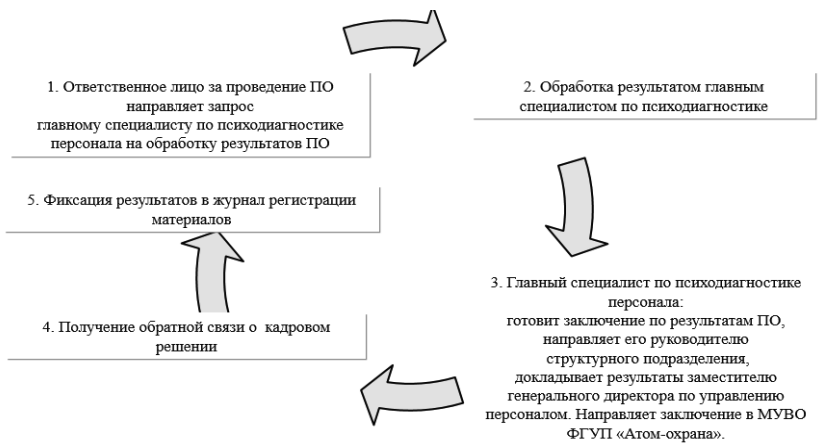 1. Ответственное лицо за проведение ПО
направляет запрос
главному специалисту по психодиагностике
персонала на обработку результатов ПО
2. Обработка результатом главным
специалистом по психодиагностике
3. Главный специалист по психодиагностике
персонала:
готовит заключение по результатам ПО,
направляет его руководителю
структурного подразделения,
докладывает результаты заместителю
генерального директора по управлению
персоналом. Направляет заключение в МУВО
ФГУП «Атом-охрана».
4. Получение обратной связи о кадровом
решении
5. Фиксация результатов в журнал регистрации
материалов